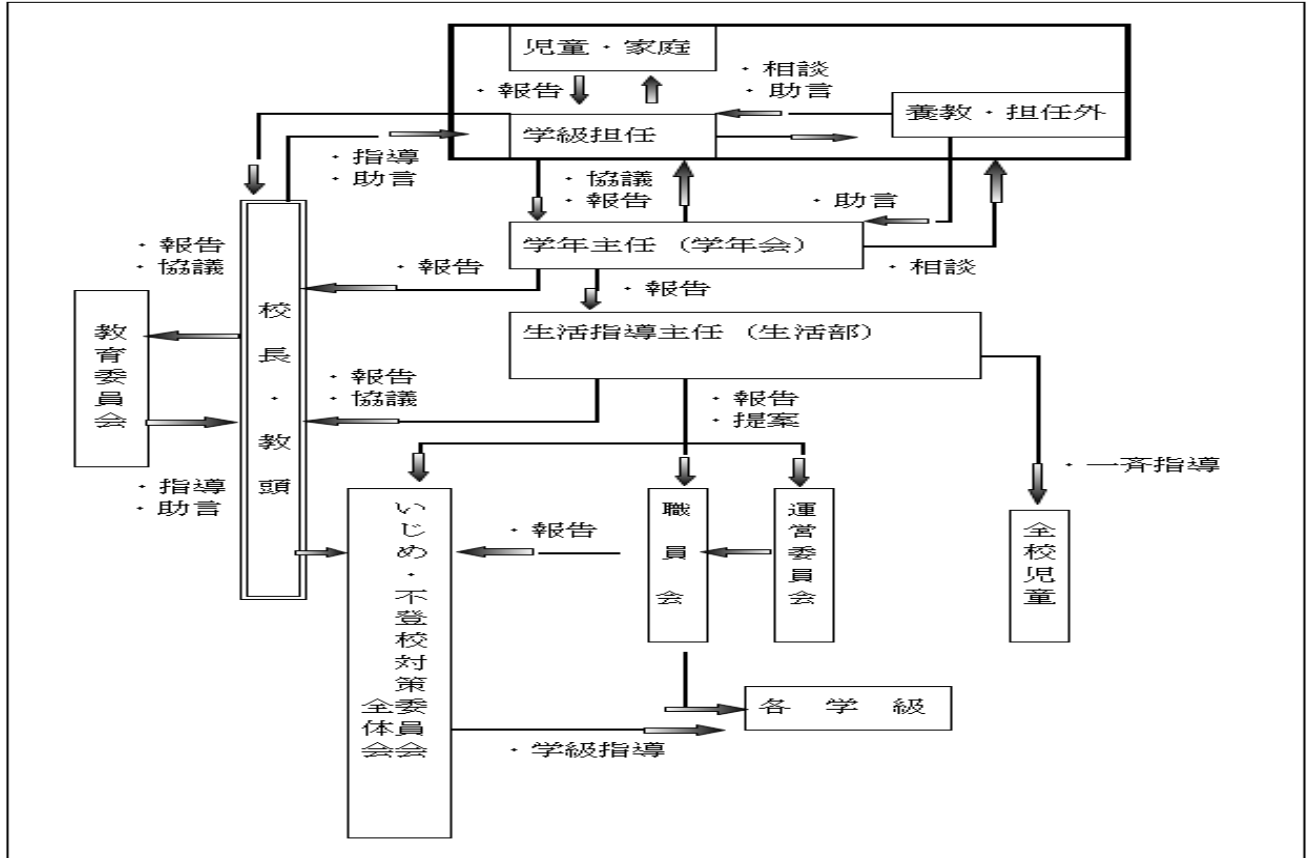 児童・家庭
・報告
・相談
・助言
養教・担任外
学級担任
・指導
・助言
・協議
・報告
・助言
学年主任（学年会）
・報告
・協議
・報告
・相談
・報告
校長・教頭
教育委員会
生活指導主任（生活部）
・報告
・協議
・報告
・提案
・一斉指導
・指導
・助言
いじめ・不登校対策委員会
全体会
・報告
職員会
運営委員会
全校児童
各学級
・学級指導